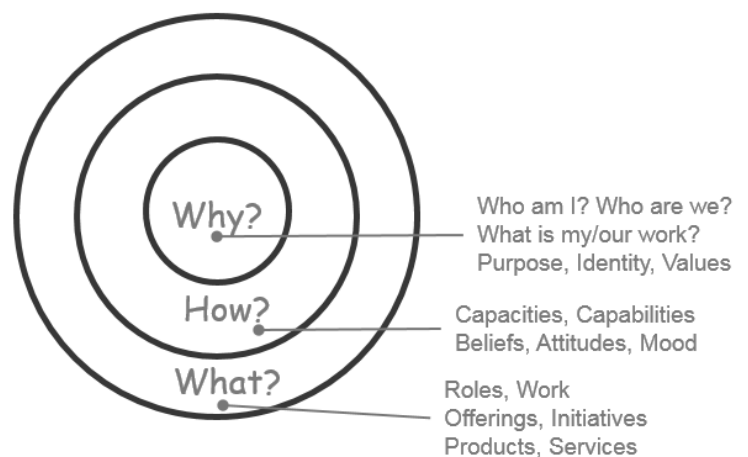 Why?
Who am I? Who are we?
What is my/our work?
Purpose, Identity, Values
How?
Capacities, Capabilities
Beliefs, Attitudes, Mood
What?
Roles, Work
Offerings, Initiatives
Products, Services